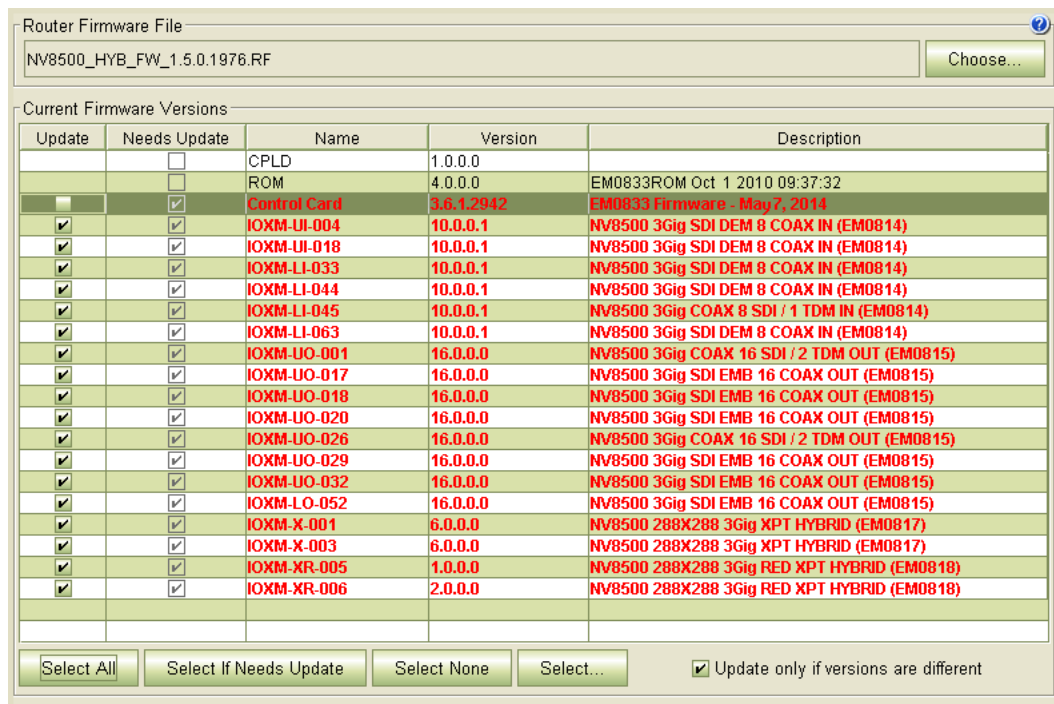 Router Firmware File
?
NV8500_HYB_FW_1.5.0.1976.RF Choose...
Current Firmware Versions
Update Needs Update Name Version Description
CPLD 1.0.0.0
ROM 4.0.0.0 EM0833ROM Oct 1 2010 09:37:32
Control Card 3.6.1.2942 EM0833 Firmware - May7, 2014
IOXM-UI-004 10.0.0.1 NV8500 3Gig SDI DEM 8 COAX IN (EM0814)
IOXM-UI-018 10.0.0.1 NV8500 3Gig SDI DEM 8 COAX IN (EM0814)
IOXM-LI-033 10.0.0.1 NV8500 3Gig SDI DEM 8 COAX IN (EM0814)
IOXM-LI-044 10.0.0.1 NV8500 3Gig SDI DEM 8 COAX IN (EM0814)
IOXM-LI-045 10.0.0.1 NV8500 3Gig COAX 8 SDI / 1 TDM IN (EM0814)
IOXM-LI-063 10.0.0.1 NV8500 3Gig SDI DEM 8 COAX IN (EM0814)
IOXM-UO-001 16.0.0.0 NV8500 3Gig COAX 16 SDI / 2 TDM OUT (EM0815)
IOXM-UO-017 16.0.0.0 NV8500 3Gig SDI EMB 16 COAX OUT (EM0815)
IOXM-UO-018 16.0.0.0 NV8500 3Gig SDI EMB 16 COAX OUT (EM0815)
IOXM-UO-020 16.0.0.0 NV8500 3Gig SDI EMB 16 COAX OUT (EM0815)
IOXM-UO-026 16.0.0.0 NV8500 3Gig COAX 16 SDI / 2 TDM OUT (EM0815)
IOXM-UO-029 16.0.0.0 NV8500 3Gig SDI EMB 16 COAX OUT (EM0815)
IOXM-UO-032 16.0.0.0 NV8500 3Gig SDI EMB 16 COAX OUT (EM0815)
IOXM-LO-052 16.0.0.0 NV8500 3Gig SDI EMB 16 COAX OUT (EM0815)
IOXM-X-001 6.0.0.0 NV8500 288X288 3Gig XPT HYBRID (EM0817)
IOXM-X-003 6.0.0.0 NV8500 288X288 3Gig XPT HYBRID (EM0817)
IOXM-XR-005 1.0.0.0 NV8500 288X288 3Gig RED XPT HYBRID (EM0818)
IOXM-XR-006 2.0.0.0 NV8500 288X288 3Gig RED XPT HYBRID (EM0818)
Select All Select If Needs Update Select None Select... Update only if versions are different